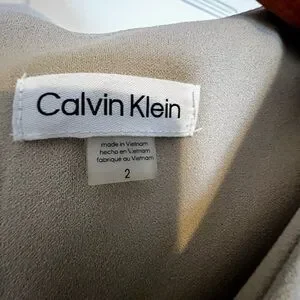 Calvin Klein
made in Vietnam
hecho en Vietnam
fabriqué au Vietnam
2